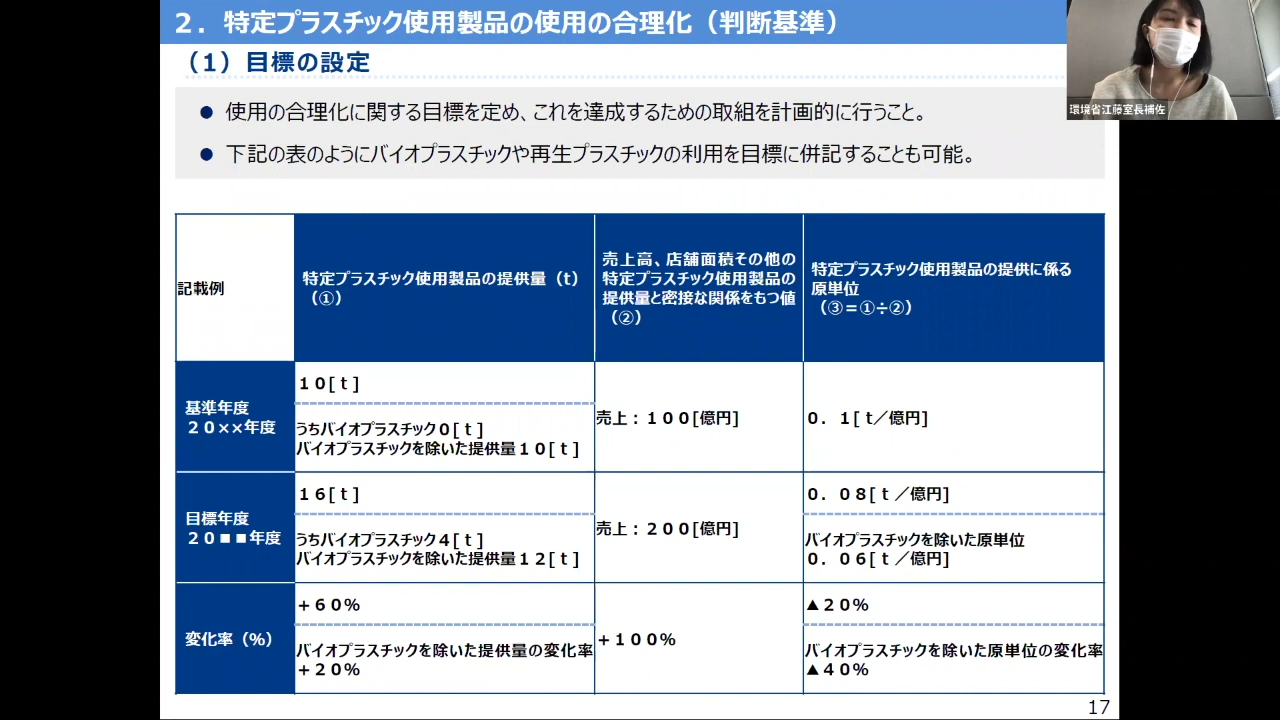 ２．特定プラスチック使用製品の使用の合理化（判断基準）
環境省江藤室長補佐
（１）目標の設定
● 使用の合理化に関する目標を定め、これを達成するための取組を計画的に行うこと。
● 下記の表のようにバイオプラスチックや再生プラスチックの利用を目標に併記することも可能。
記載例
特定プラスチック使用製品の提供量（t）
（①）
売上高、店舗面積その他の
特定プラスチック使用製品の
提供量と密接な関係をもつ値
（②）
特定プラスチック使用製品の提供に係る
原単位
（③＝①÷②）
基準年度
２０××年度
１０[ｔ]
うちバイオプラスチック０[ｔ]
バイオプラスチックを除いた提供量１０[ｔ]
売上：１００[億円]
０．１[ｔ／億円]
目標年度
２０■■年度
１６[ｔ]
うちバイオプラスチック４[ｔ]
バイオプラスチックを除いた提供量１２[ｔ]
売上：２００[億円]
０．０８[ｔ／億円]
バイオプラスチックを除いた原単位
０．０６[ｔ／億円]
変化率（％）
＋６０％
バイオプラスチックを除いた提供量の変化率
＋２０％
＋１００％
▲２０％
バイオプラスチックを除いた原単位の変化率
▲４０％
17